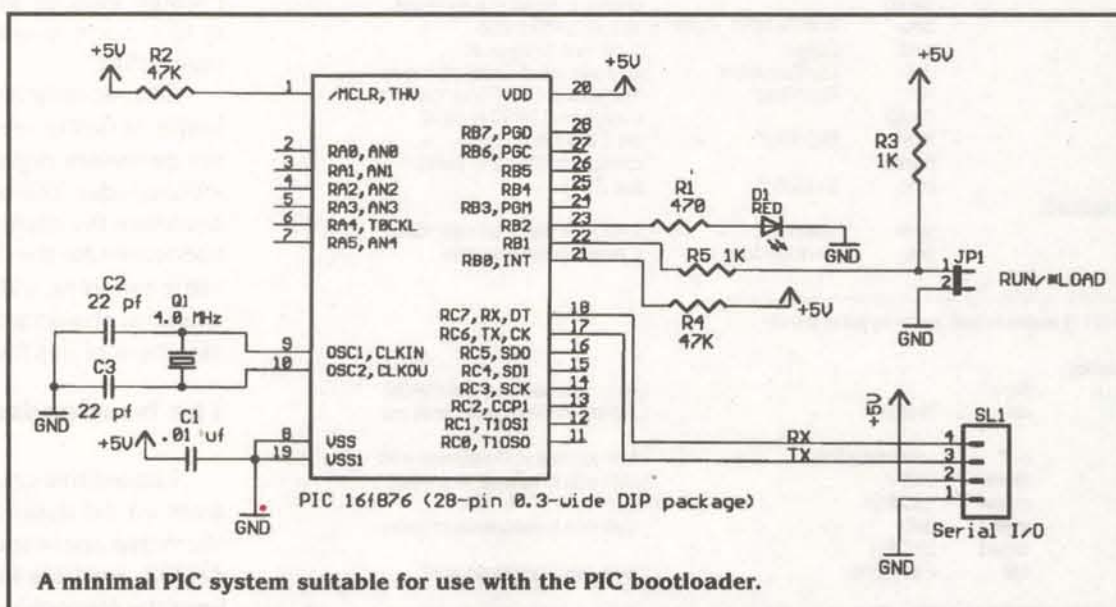 +5V
R2
47K
1
/MCLR,THV
2
RA0,AN0
3
RA1,AN1
4
RA2,AN2
5
RA3,AN3
6
RA4,T0CKL
7
RA5,AN4
C2
22 pf
Q1
4.0 MHz
9
OSC1,CLKIN
10
OSC2,CLKOU
C3
22 pf
GND
C1
+5V
.01 uf
8
VSS
19
VSS1
GND
VDD
20
+5V
RB7,PGD
28
RB6,PGC
27
RB5
26
RB4
25
RB3,PGM
24
RB2
23
RB1
22
RB0,INT
21
R1
470
D1
RED
GND
R5 1K
R4
47K
+5V
+5V
R3
1K
1
2
JP1
RUN/*LOAD
GND
RC7,RX,DT
18
RC6,TX,CK
17
RC5,SDO
16
RC4,SDI
15
RC3,SCK
14
RC2,CCP1
13
RC1,T1OSI
12
RC0,T1OSO
11
RX
TX
+5V
SL1
4
3
2
1
Serial I/O
GND
PIC 16f876 (28-pin 0.3-wide DIP package)
A minimal PIC system suitable for use with the PIC bootloader.